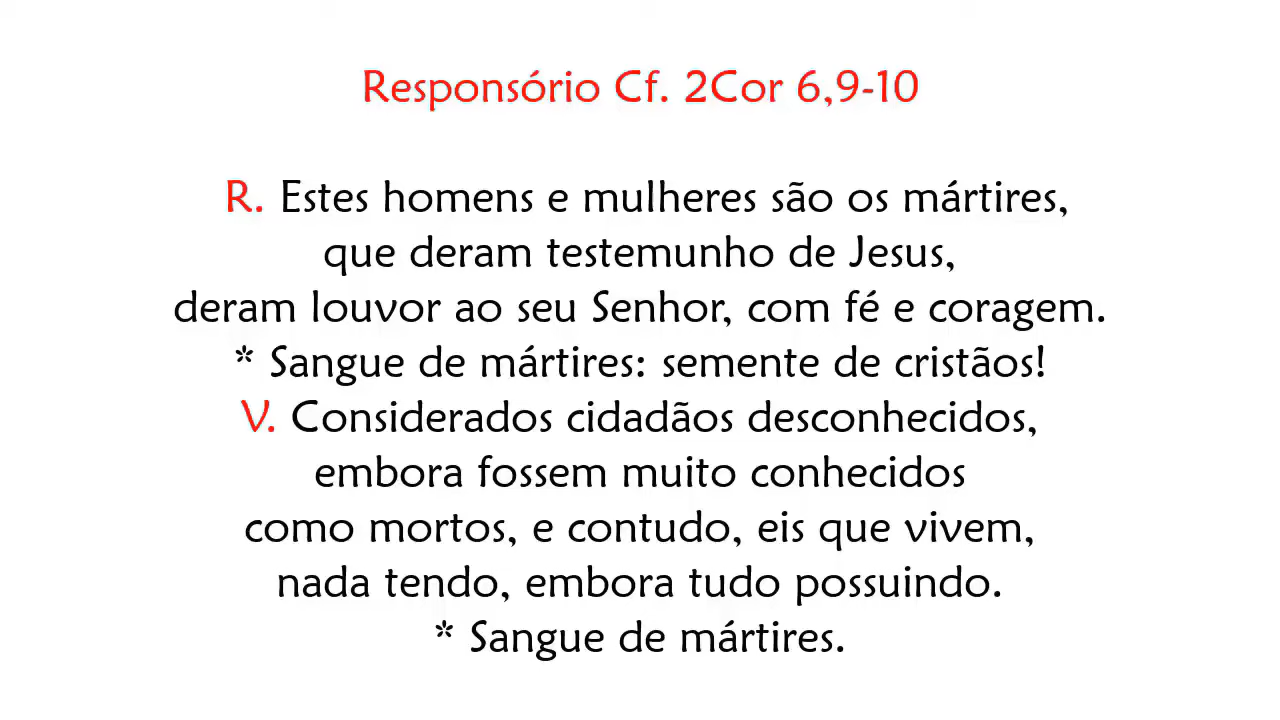 Responsório Cf. 2Cor 6,9-10
R. Estes homens e mulheres são os mártires,
que deram testemunho de Jesus,
deram louvor ao seu Senhor, com fé e coragem.
* Sangue de mártires: semente de cristãos!
V. Considerados cidadãos desconhecidos,
embora fossem muito conhecidos
como mortos, e contudo, eis que vivem,
nada tendo, embora tudo possuindo.
* Sangue de mártires.